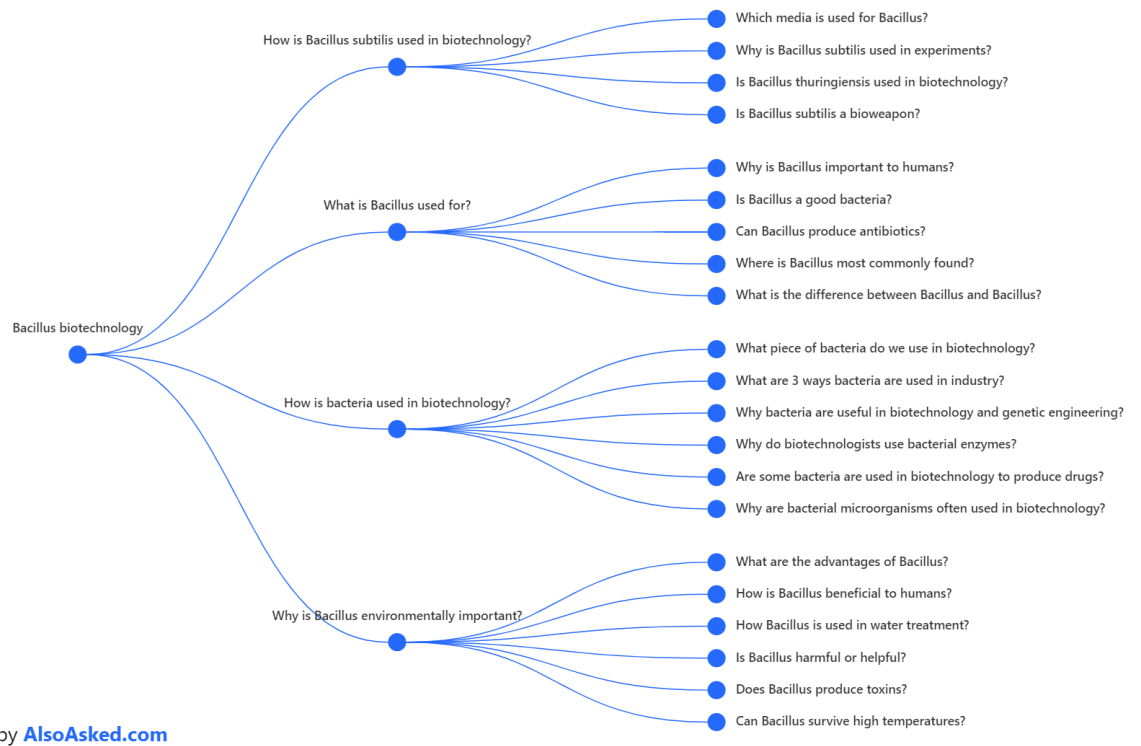 Which media is used for Bacillus?
How is Bacillus subtilis used in biotechnology?
Why is Bacillus subtilis used in experiments?
Is Bacillus thuringiensis used in biotechnology?
Is Bacillus subtilis a bioweapon?
Why is Bacillus important to humans?
What is Bacillus used for?
Is Bacillus a good bacteria?
Can Bacillus produce antibiotics?
Where is Bacillus most commonly found?
What is the difference between Bacillus and Bacillus?
Bacillus biotechnology
What piece of bacteria do we use in biotechnology?
What are 3 ways bacteria are used in industry?
How is bacteria used in biotechnology?
Why bacteria are useful in biotechnology and genetic engineering?
Why do biotechnologists use bacterial enzymes?
Are some bacteria are used in biotechnology to produce drugs?
Why are bacterial microorganisms often used in biotechnology?
What are the advantages of Bacillus?
How is Bacillus beneficial to humans?
Why is Bacillus environmentally important?
How Bacillus is used in water treatment?
Is Bacillus harmful or helpful?
Does Bacillus produce toxins?
Can Bacillus survive high temperatures?
by AlsoAsked.com